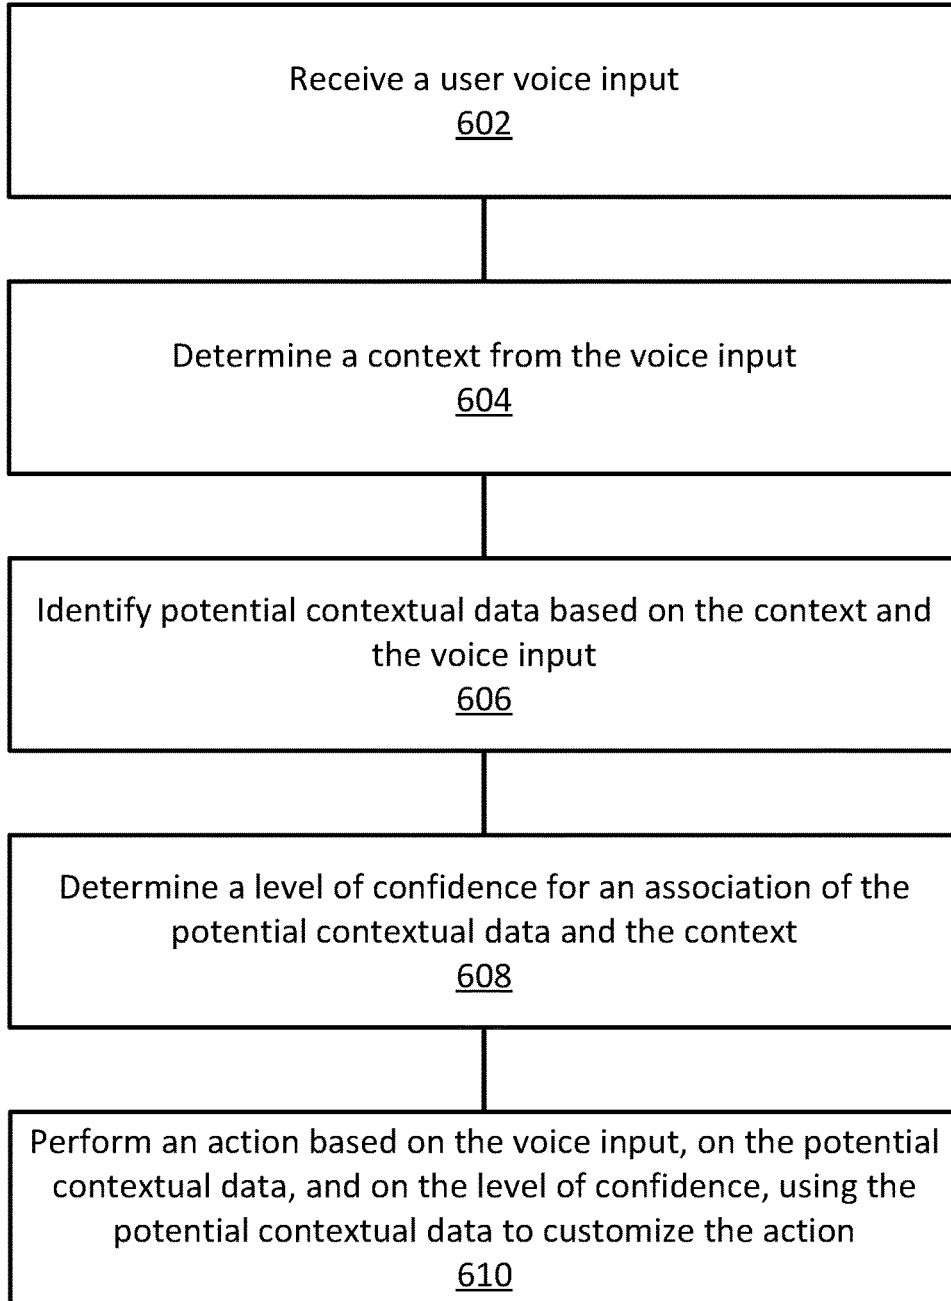 Receive a user voice input
602
Determine a context from the voice input
604
Identify potential contextual data based on the context and
the voice input
606
Determine a level of confidence for an association of the
potential contextual data and the context
608
Perform an action based on the voice input, on the potential
contextual data, and on the level of confidence, using the
potential contextual data to customize the action
610